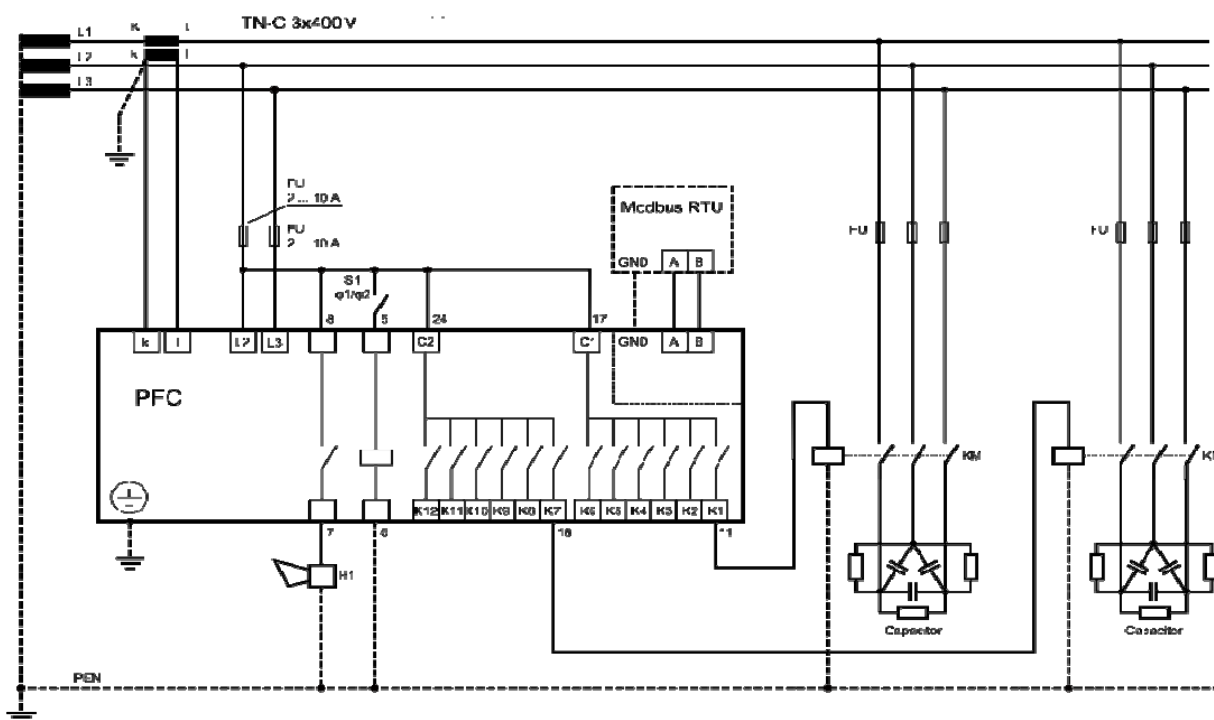 TN-C 3x400V
L1
K
L
L2
k
l
L3
FU
2 ... 10 A
FU
2 ... 10 A
Modbus RTU
GND
A
B
FU
FU
S1
φ1/φ2
8
5
24
17
k
l
L2
L3
C2
C1
GND
A
B
PFC
KM
K12
K11
K10
K9
K8
K7
K6
K5
K4
K3
K2
K1
7
6
18
11
H1
Capacitor
Capacitor
PEN